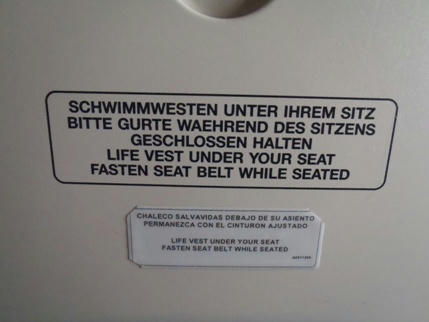 SCHWIMMWESTEN UNTER IHREM SITZ
BITTE GURTE WAEHREND DES SITZENS
GESCHLOSSEN HALTEN
LIFE VEST UNDER YOUR SEAT
FASTEN SEAT BELT WHILE SEATED
CHALECO SALVAVIDAS DEBAJO DE SU ASIENTO
PERMANEZCA CON EL CINTURON AJUSTADO
LIFE VEST UNDER YOUR SEAT
FASTEN SEAT BELT WHILE SEATED